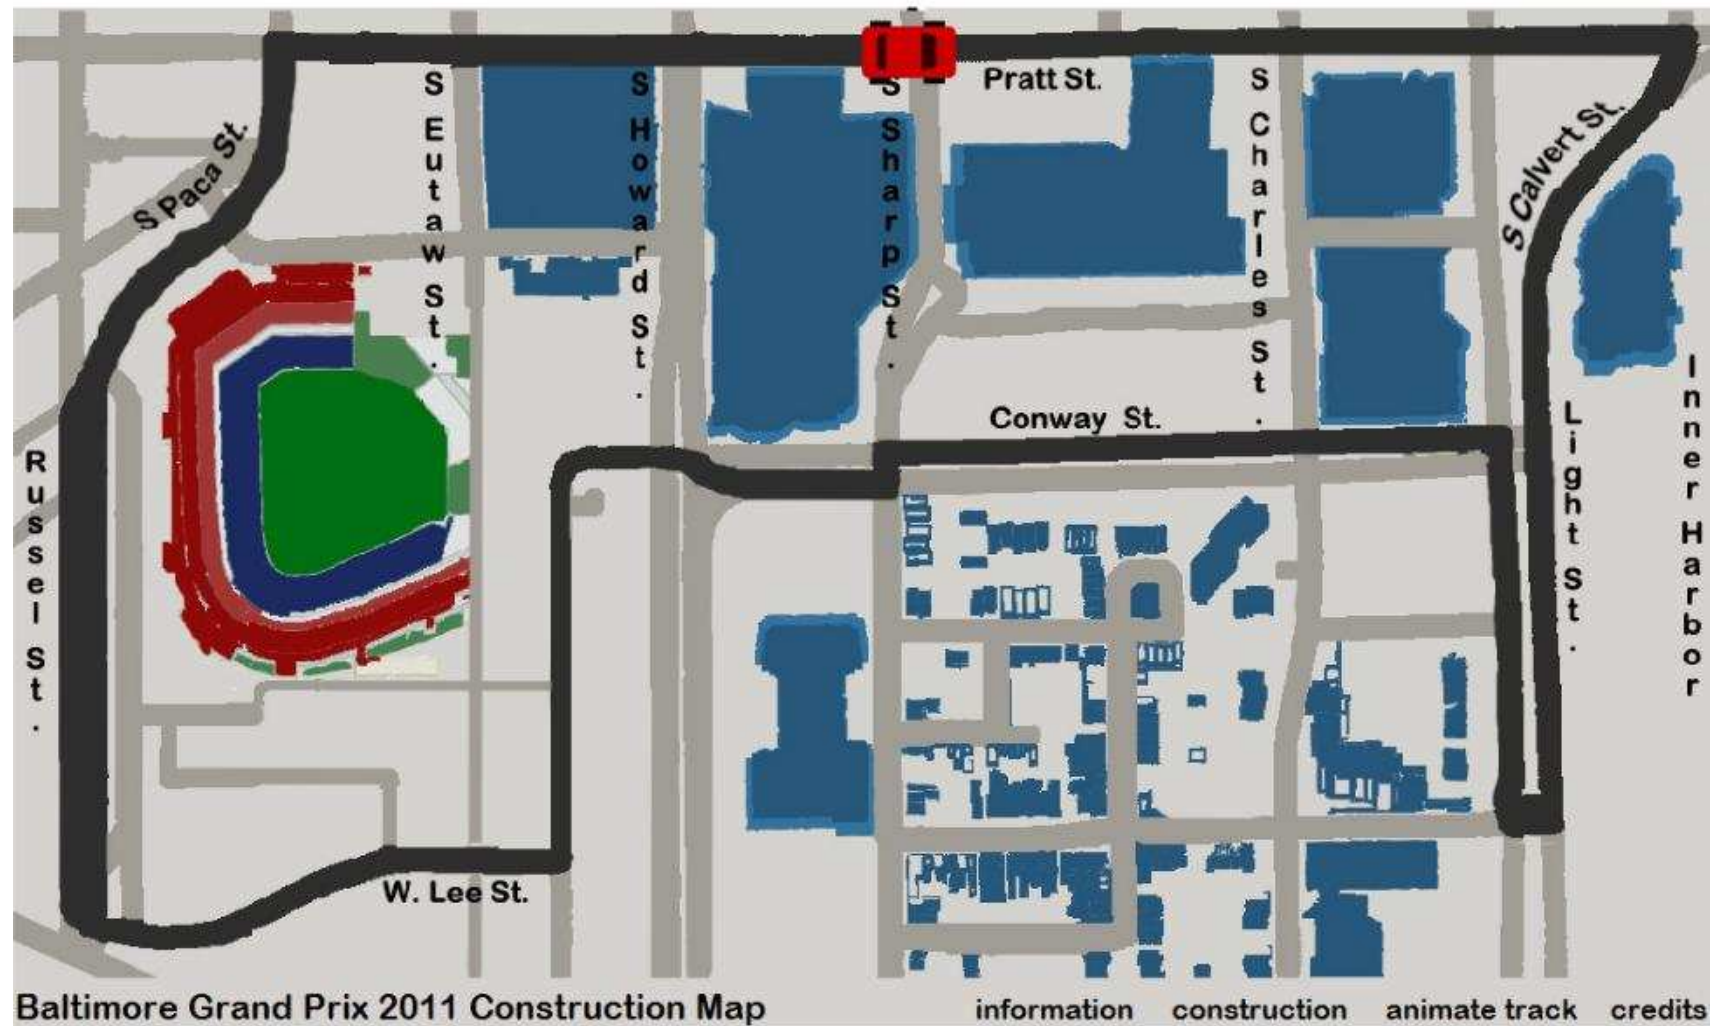 Pratt St.
S Paca St.
S Eutaw St.
S Howard St.
S Sharp St.
S Charles St.
S Calvert St.
Conway St.
Light St.
Inner Harbor
Russel St.
W. Lee St.
Baltimore Grand Prix 2011 Construction Map
information construction animate track credits